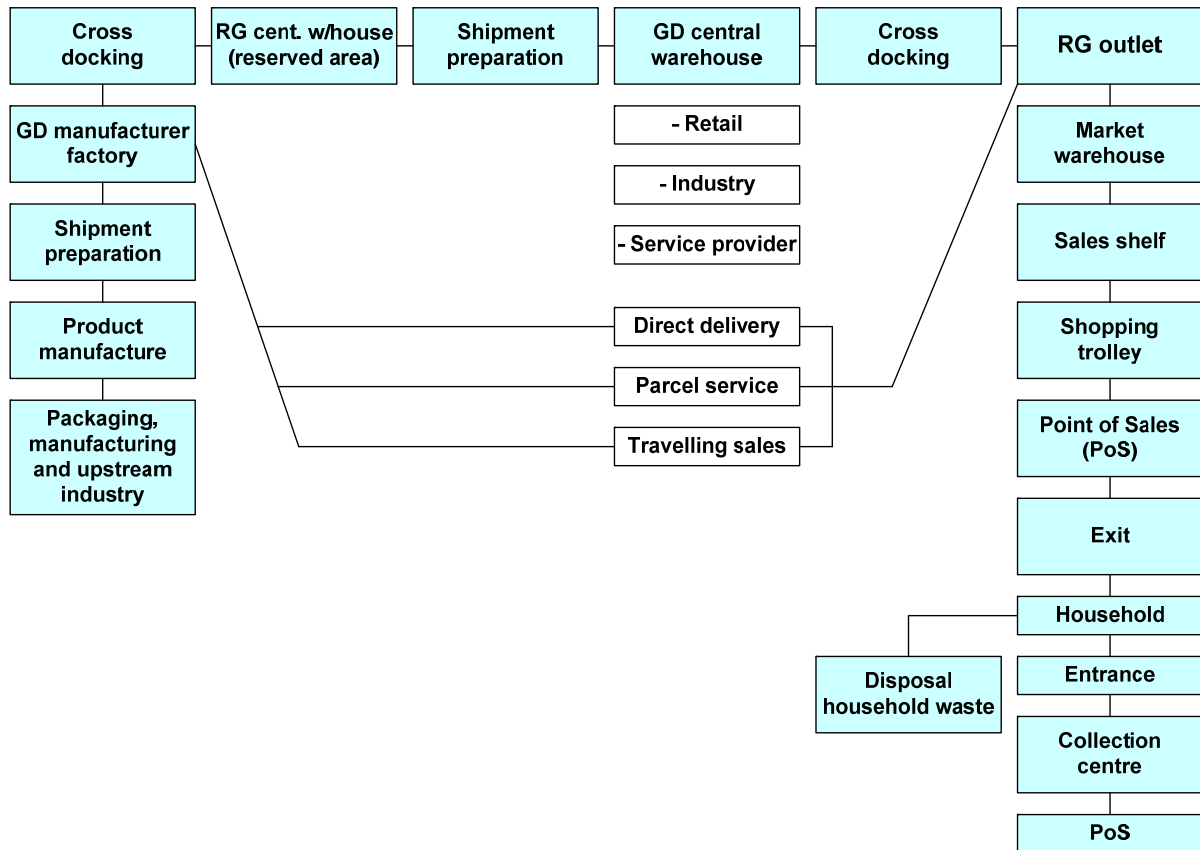 Cross
docking
RG cent. w/house
(reserved area)
Shipment
preparation
GD central
warehouse
Cross
docking
RG outlet
GD manufacturer
factory
- Retail
Market
warehouse
- Industry
Shipment
preparation
- Service provider
Sales shelf
Product
manufacture
Direct delivery
Shopping
trolley
Parcel service
Packaging,
manufacturing
and upstream
industry
Travelling sales
Point of Sales
(PoS)
Exit
Household
Disposal
household waste
Entrance
Collection
centre
PoS